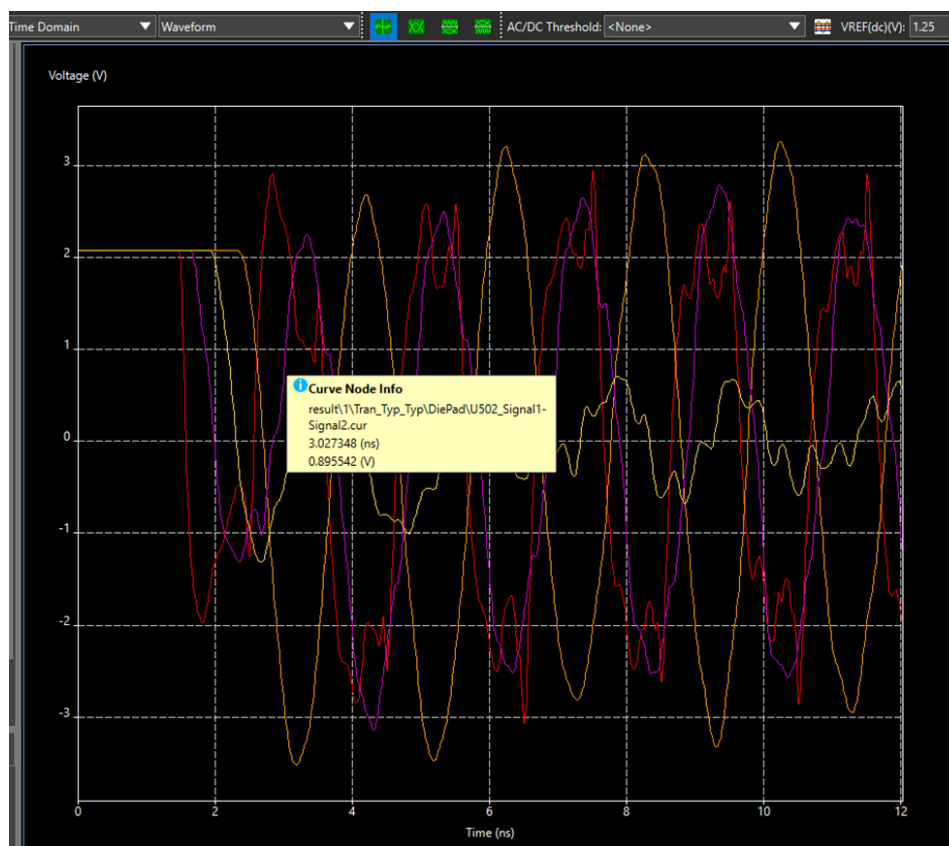 Time Domain Waveform AC/DC Threshold: <None> VREF(dc)(V): 1.25
Voltage (V)
3
2
1
0
-1
-2
-3
Curve Node Info
result\1\Tran_Typ_Typ\DiePad\U502_Signal1-
Signal2.cur
3.027348 (ns)
0.895542 (V)
0 2 4 6 8 10 12
Time (ns)